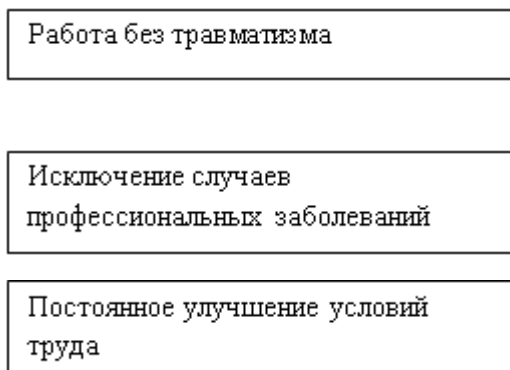 Работа без травматизма
Исключение случаев
профессиональных заболеваний
Постоянное улучшение условий
труда